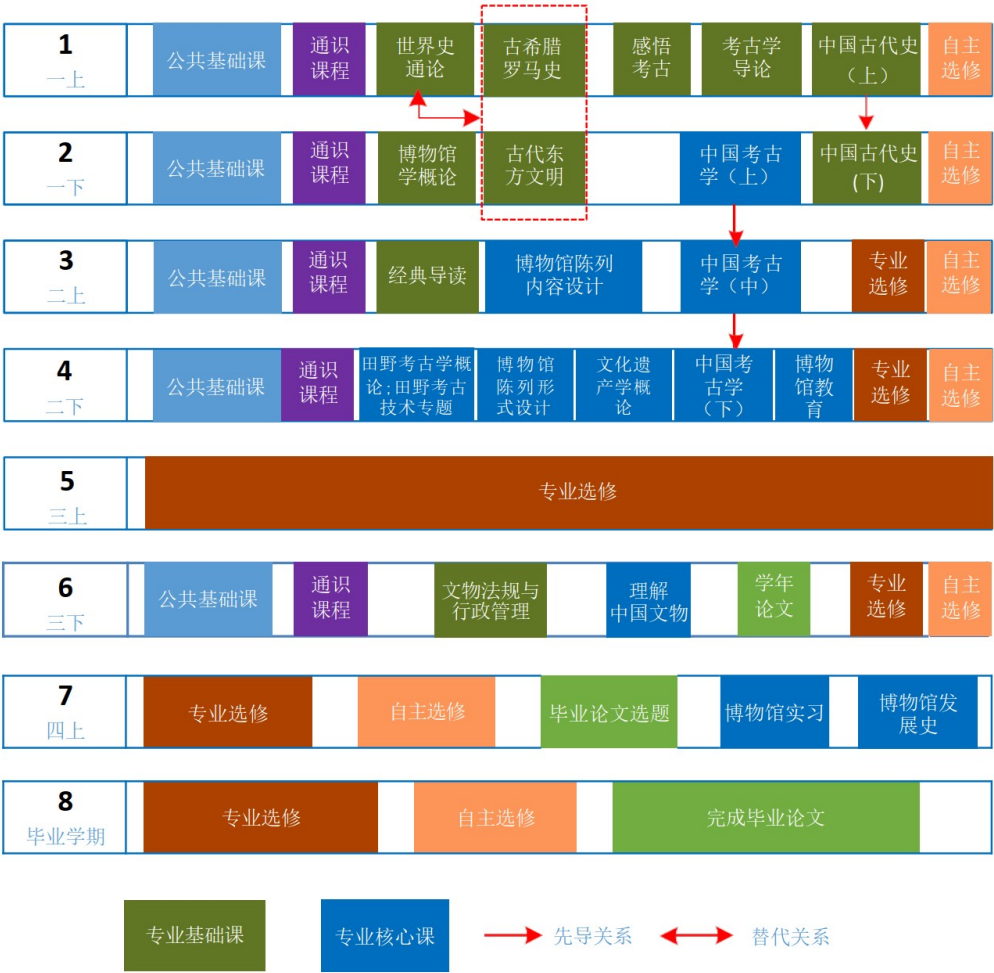 1
一上
公共基础课
通识
课程
世界史
通论
古希腊
罗马史
感悟
考古
考古学
导论
中国古代史
（上）
自主
选修
2
一下
公共基础课
通识
课程
博物馆
学概论
古代东
方文明
中国考古
学（上）
中国古代史
(下)
自主
选修
3
二上
公共基础课
通识
课程
经典导读
博物馆陈列
内容设计
中国考古
学（中）
专业
选修
自主
选修
4
二下
公共基础课
通识
课程
田野考古学概
论;田野考古
技术专题
博物馆
陈列形
式设计
文化遗
产学概
论
中国考
古学
（下）
博物
馆教
育
专业
选修
自主
选修
5
三上
专业选修
6
三下
公共基础课
通识
课程
文物法规与
行政管理
理解
中国文物
学年
论文
专业
选修
自主
选修
7
四上
专业选修
自主选修
毕业论文选题
博物馆实习
博物馆发
展史
8
毕业学期
专业选修
自主选修
完成毕业论文
专业基础课
专业核心课
先导关系
替代关系